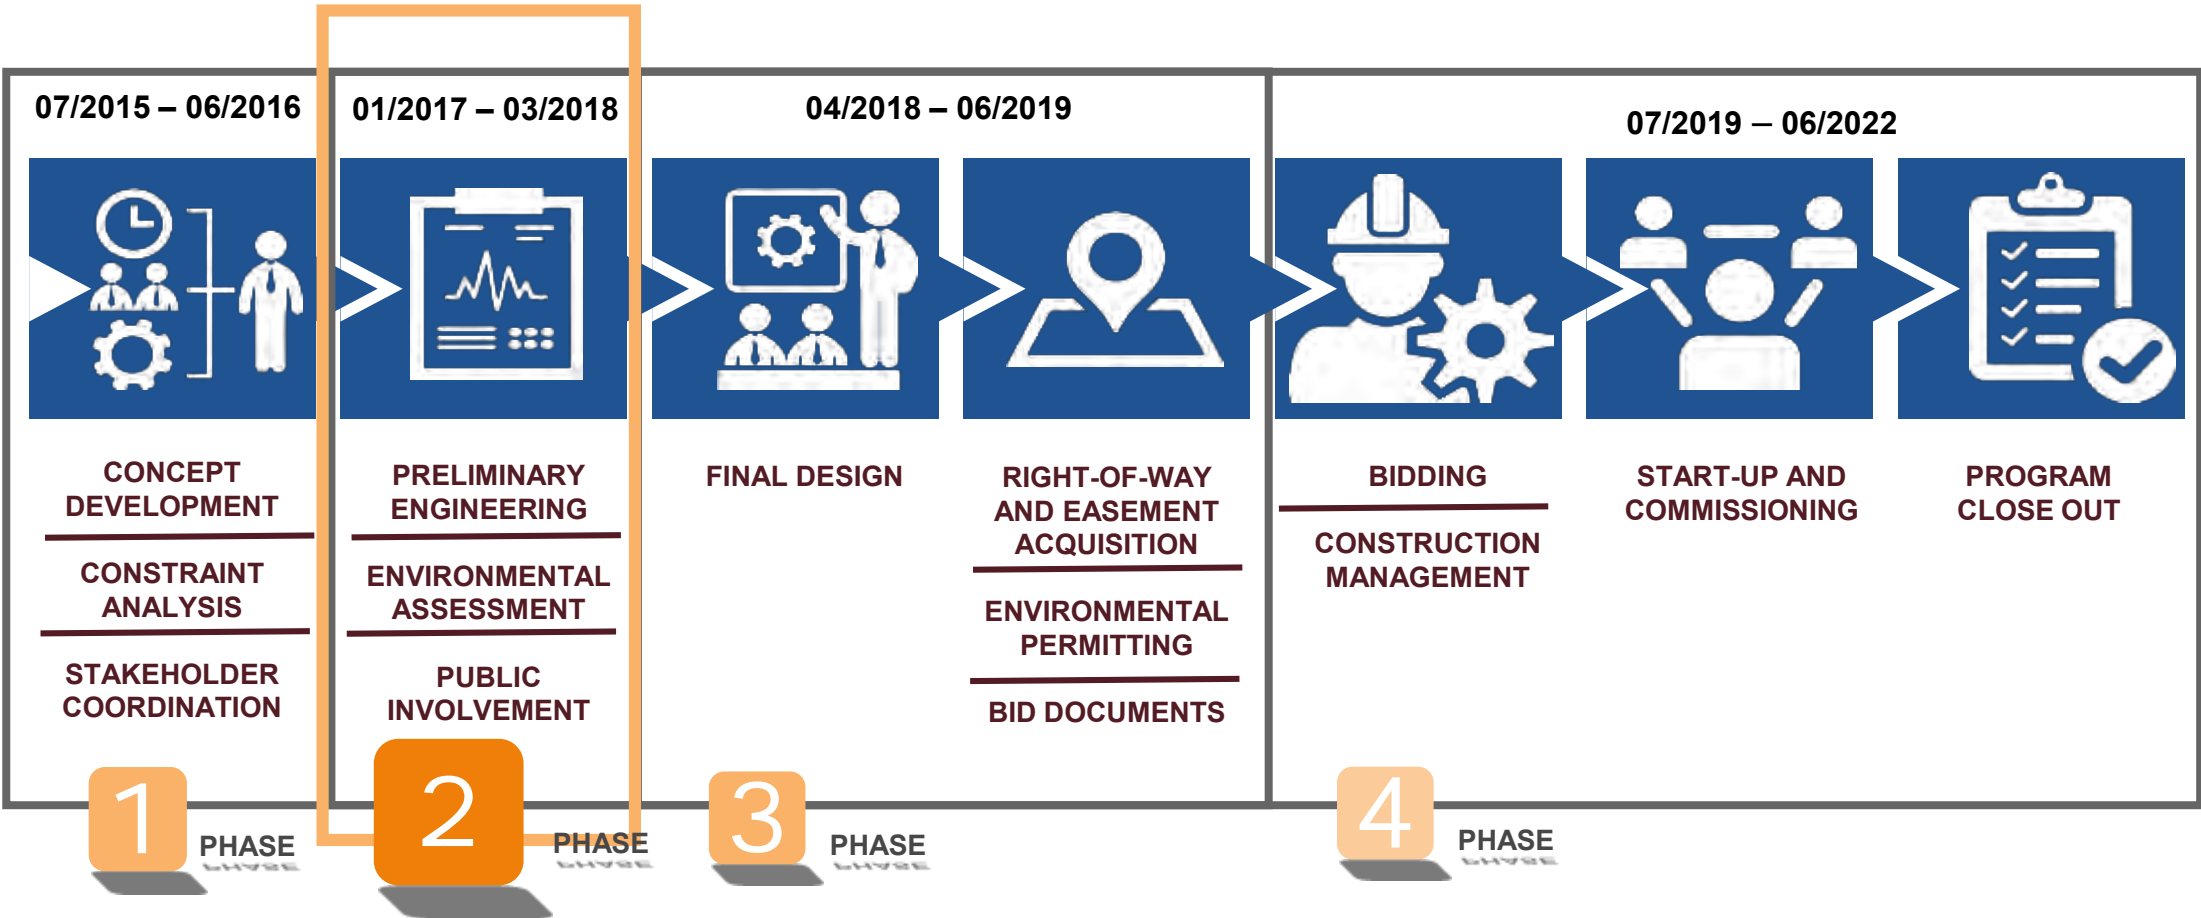 07/2015 – 06/2016
01/2017 – 03/2018
04/2018 – 06/2019
07/2019 – 06/2022
CONCEPT
DEVELOPMENT
CONSTRAINT
ANALYSIS
STAKEHOLDER
COORDINATION
PRELIMINARY
ENGINEERING
ENVIRONMENTAL
ASSESSMENT
PUBLIC
INVOLVEMENT
FINAL DESIGN
RIGHT-OF-WAY
AND EASEMENT
ACQUISITION
ENVIRONMENTAL
PERMITTING
BID DOCUMENTS
BIDDING
CONSTRUCTION
MANAGEMENT
START-UP AND
COMMISSIONING
PROGRAM
CLOSE OUT
1 PHASE
2 PHASE
3 PHASE
4 PHASE